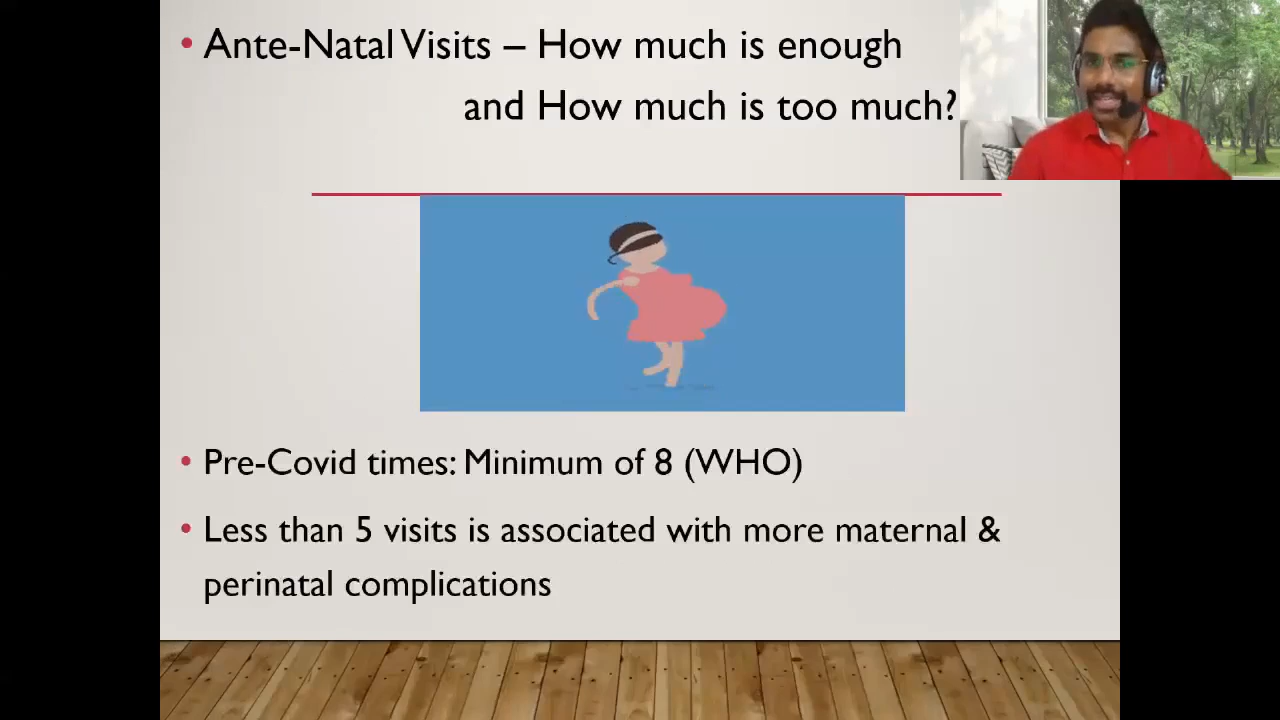 • Ante-Natal Visits – How much is enough
and How much is too much?
• Pre-Covid times: Minimum of 8 (WHO)
• Less than 5 visits is associated with more maternal &
perinatal complications